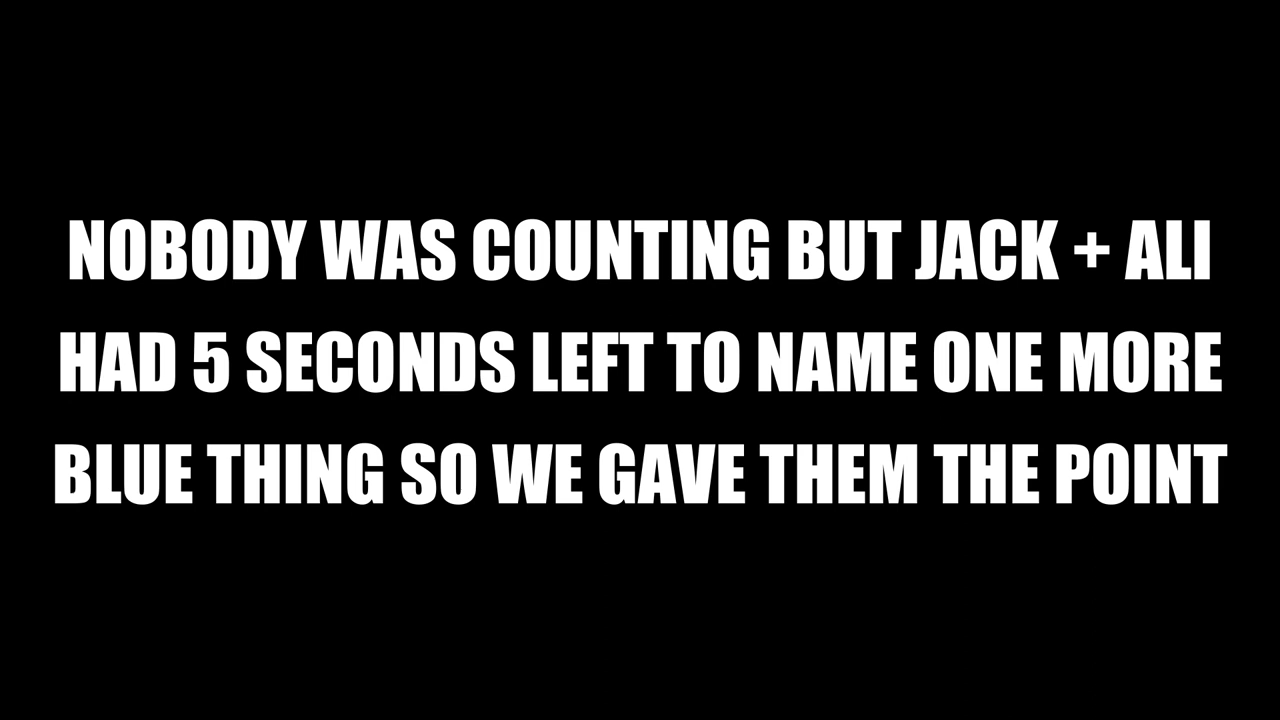 NOBODY WAS COUNTING BUT JACK + ALI
HAD 5 SECONDS LEFT TO NAME ONE MORE
BLUE THING SO WE GAVE THEM THE POINT